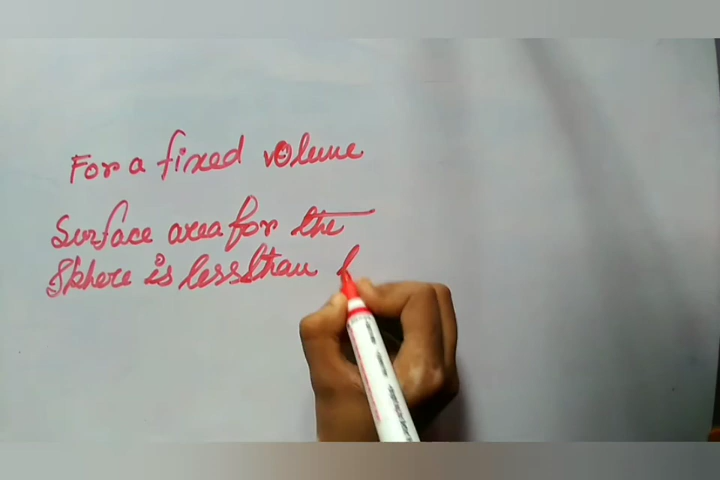 For a fixed volume
Surface area for the
Sphere is less than